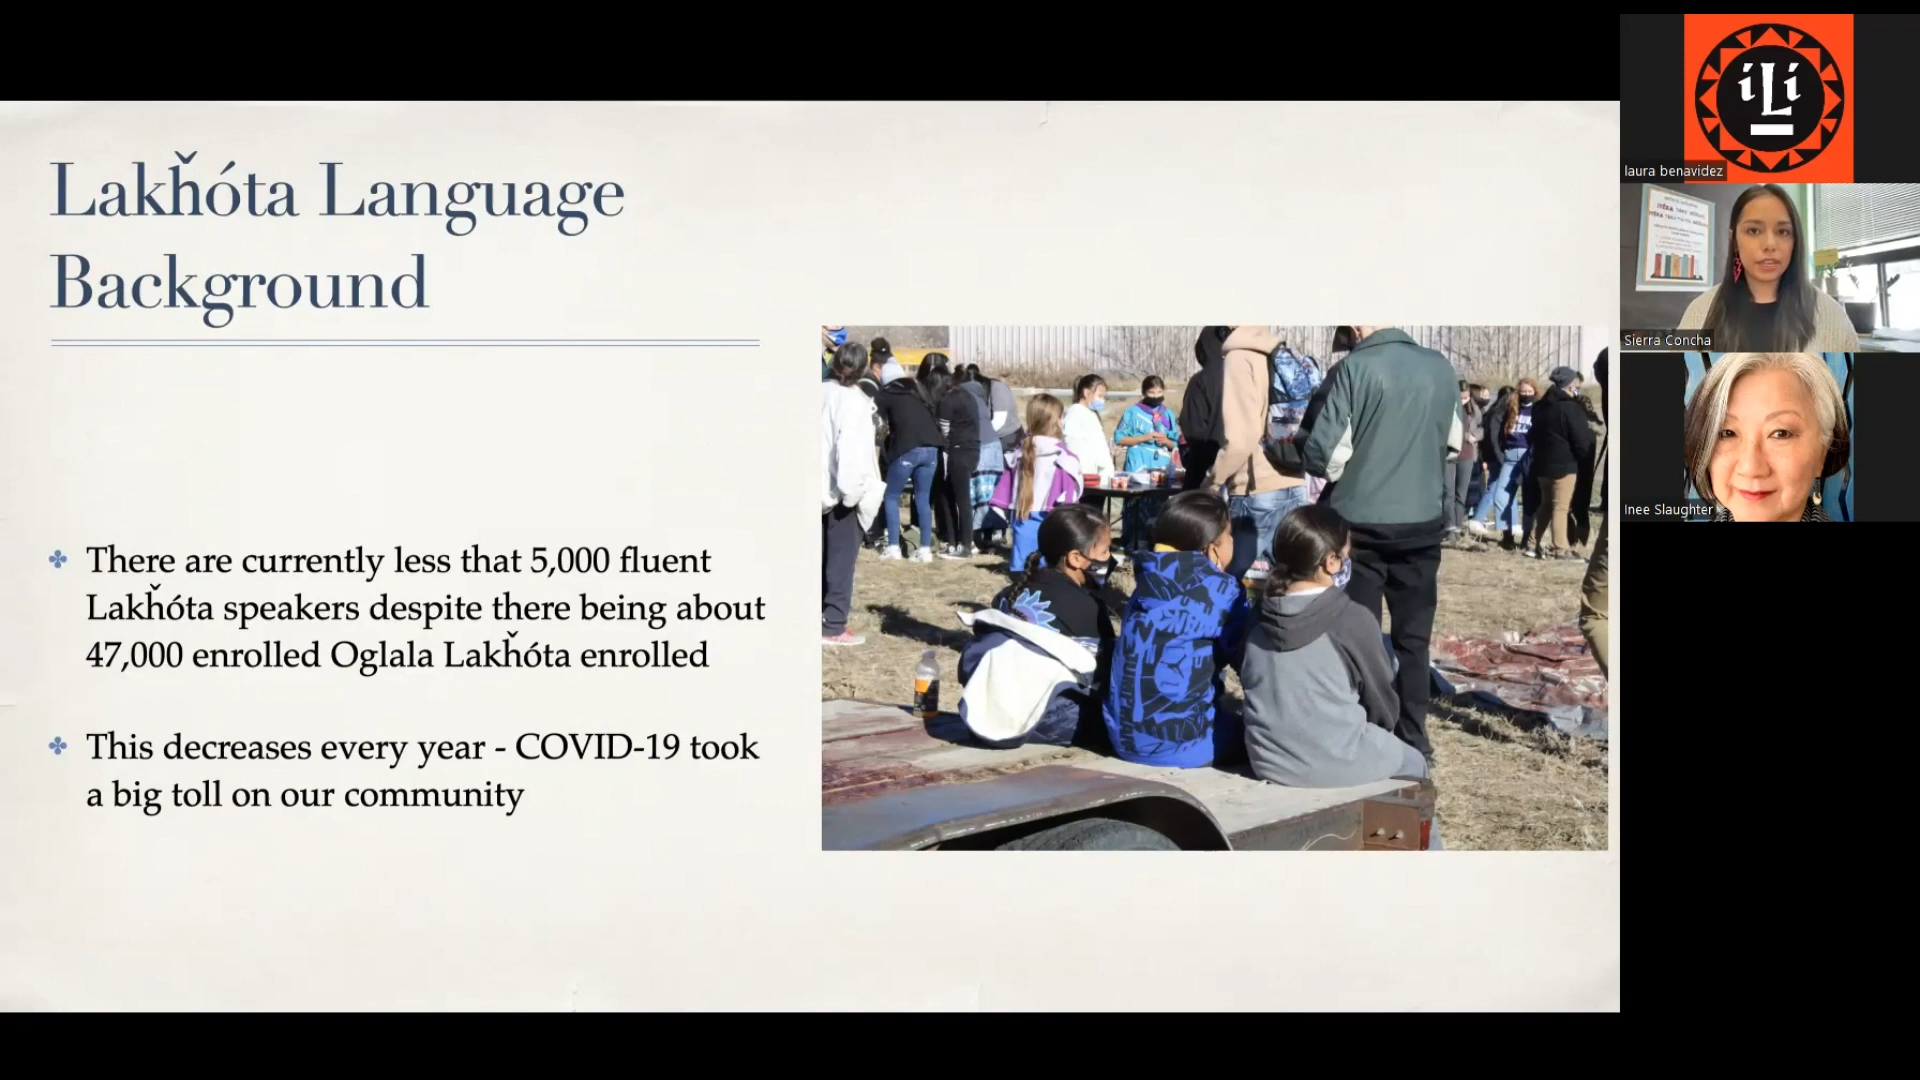 Lakȟóta Language
Background
There are currently less that 5,000 fluent
Lakȟóta speakers despite there being about
47,000 enrolled Oglala Lakȟóta enrolled
This decreases every year - COVID-19 took
a big toll on our community
íLí
laura benavidez
Sierra Concha
Inee Slaughter